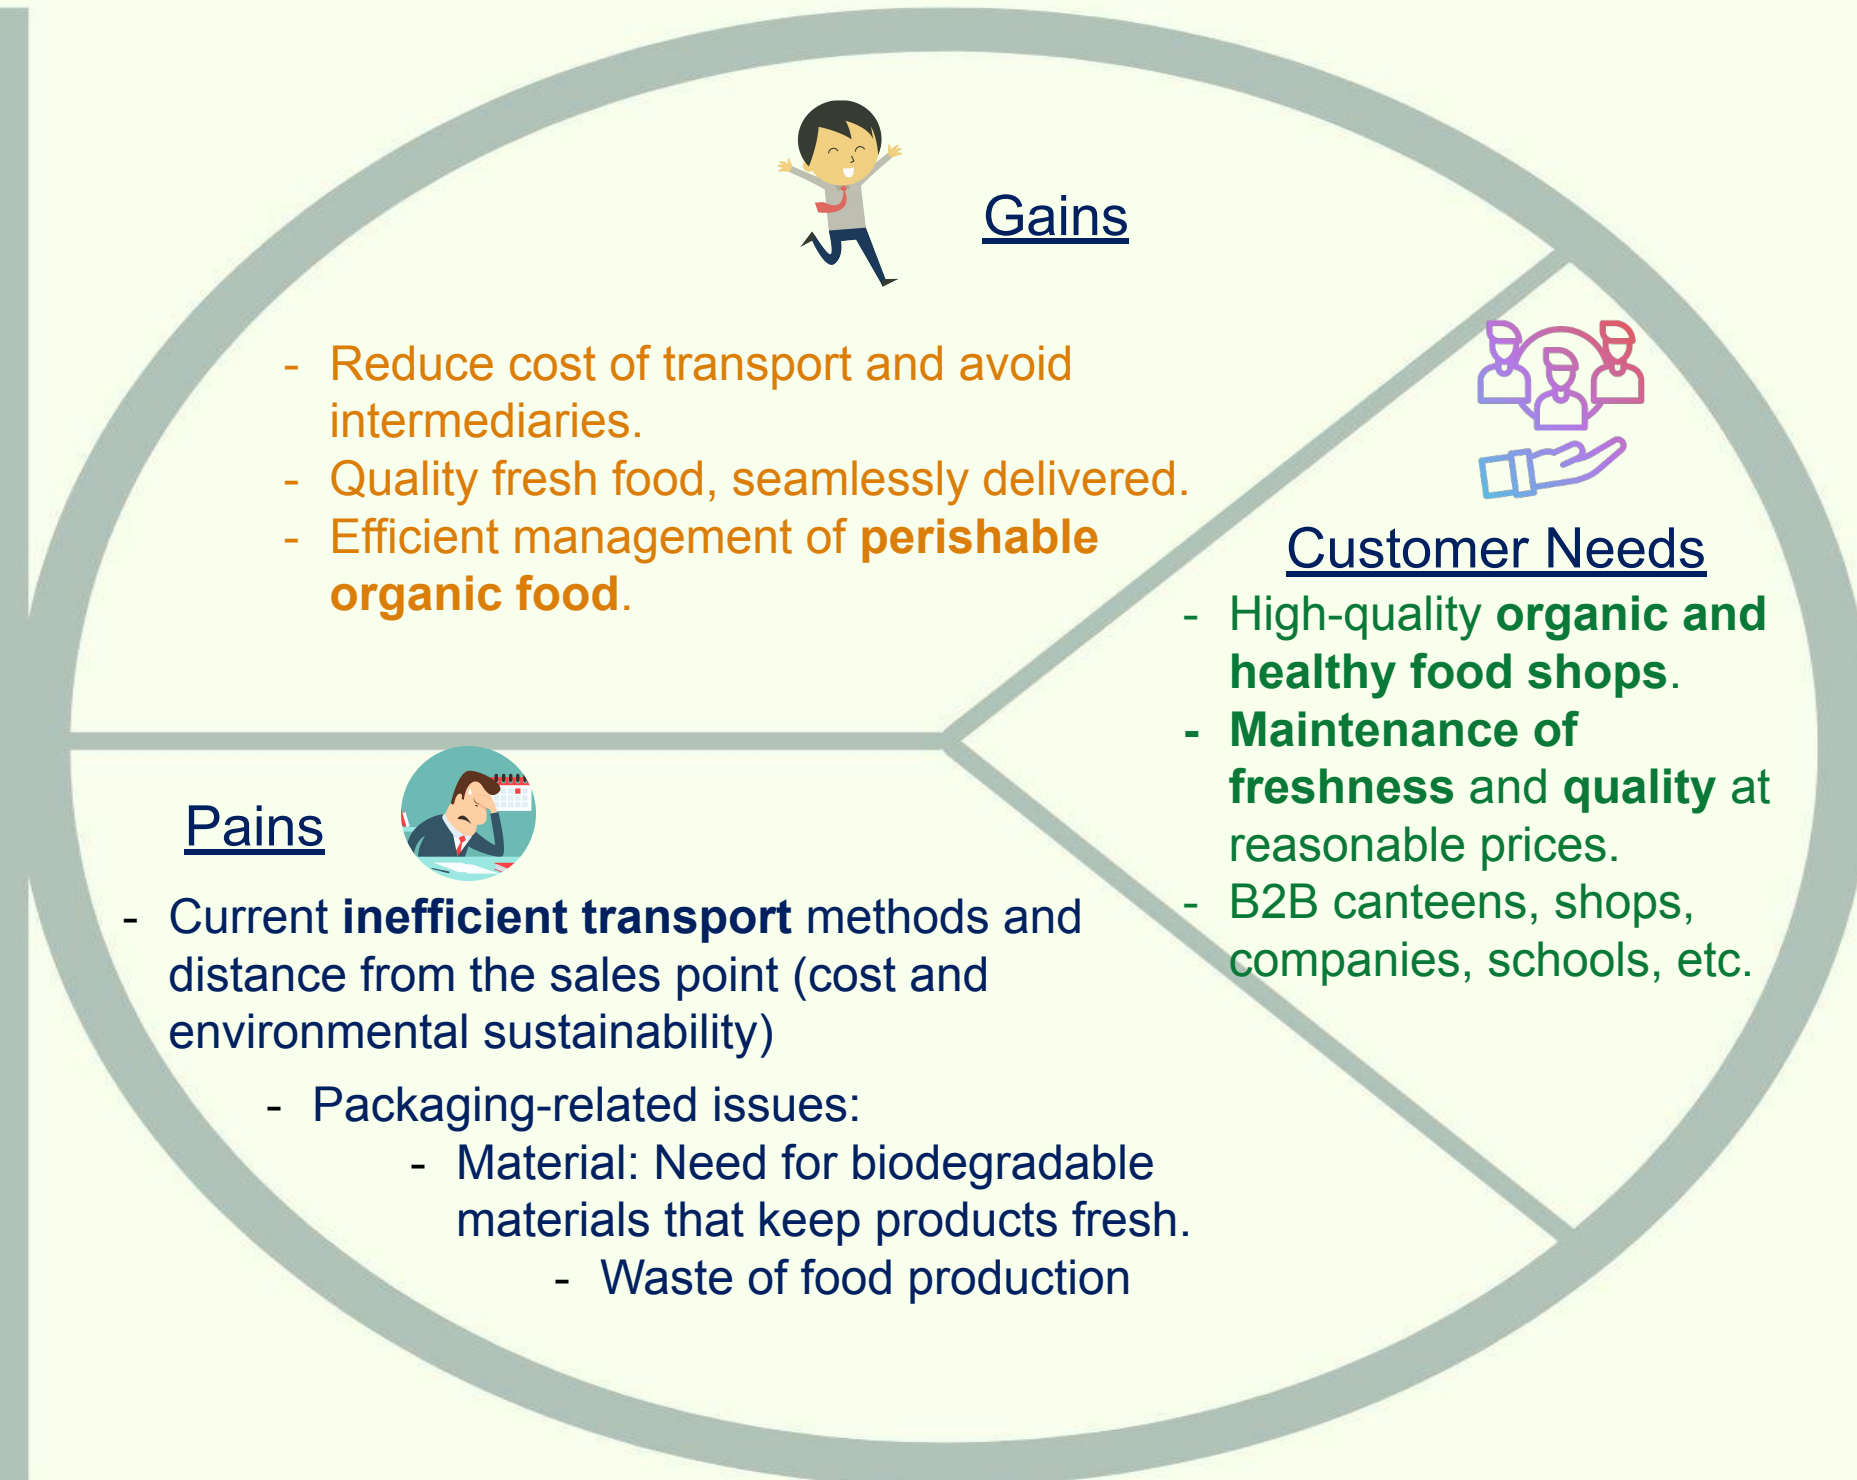 Gains
- Reduce cost of transport and avoid
intermediaries.
- Quality fresh food, seamlessly delivered.
- Efficient management of perishable
organic food.
Customer Needs
- High-quality organic and
healthy food shops.
- Maintenance of
freshness and quality at
reasonable prices.
- B2B canteens, shops,
companies, schools, etc.
Pains
- Current inefficient transport methods and
distance from the sales point (cost and
environmental sustainability)
- Packaging-related issues:
- Material: Need for biodegradable
materials that keep products fresh.
- Waste of food production